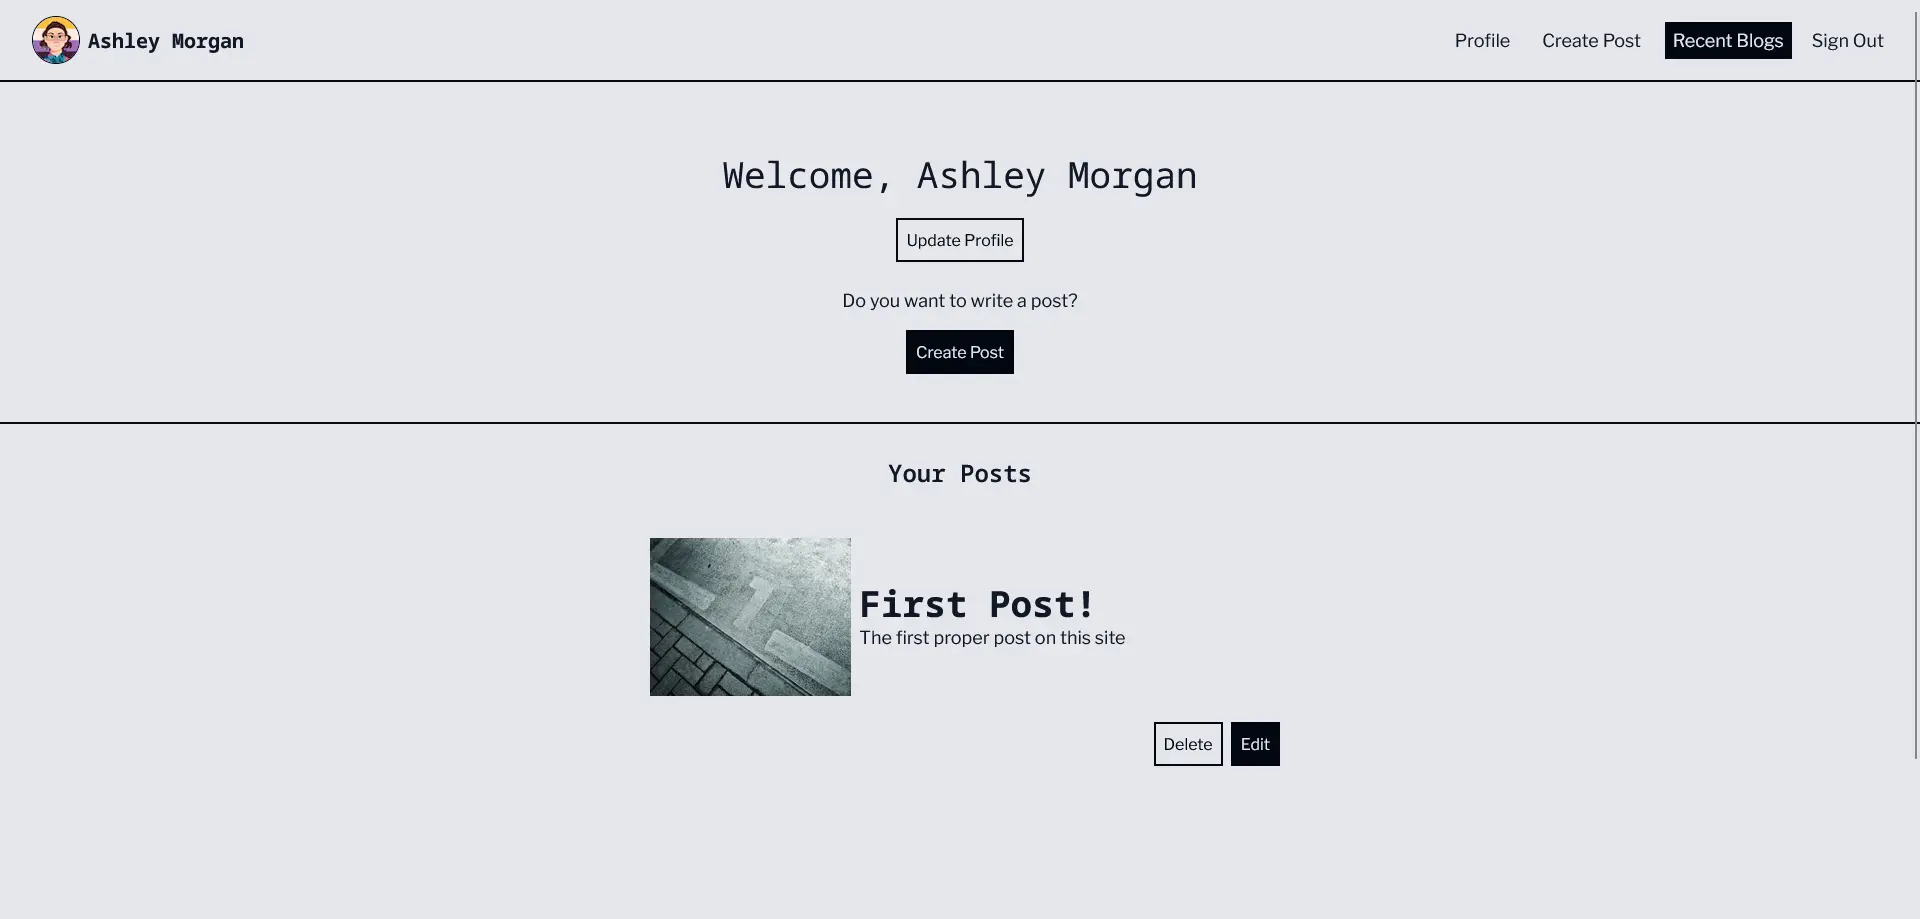 Ashley Morgan
Profile
Create Post
Recent Blogs
Sign Out
Welcome, Ashley Morgan
Update Profile
Do you want to write a post?
Create Post
Your Posts
First Post!
The first proper post on this site
Delete
Edit